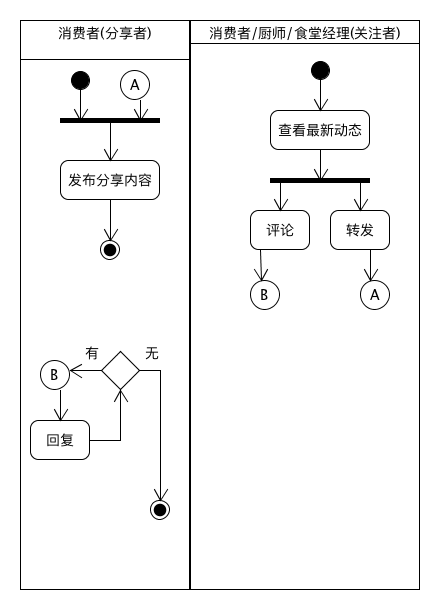 消费者(分享者)
消费者/厨师/食堂经理(关注者)
A
查看最新动态
发布分享内容
评论
转发
B
A
有
无
B
回复